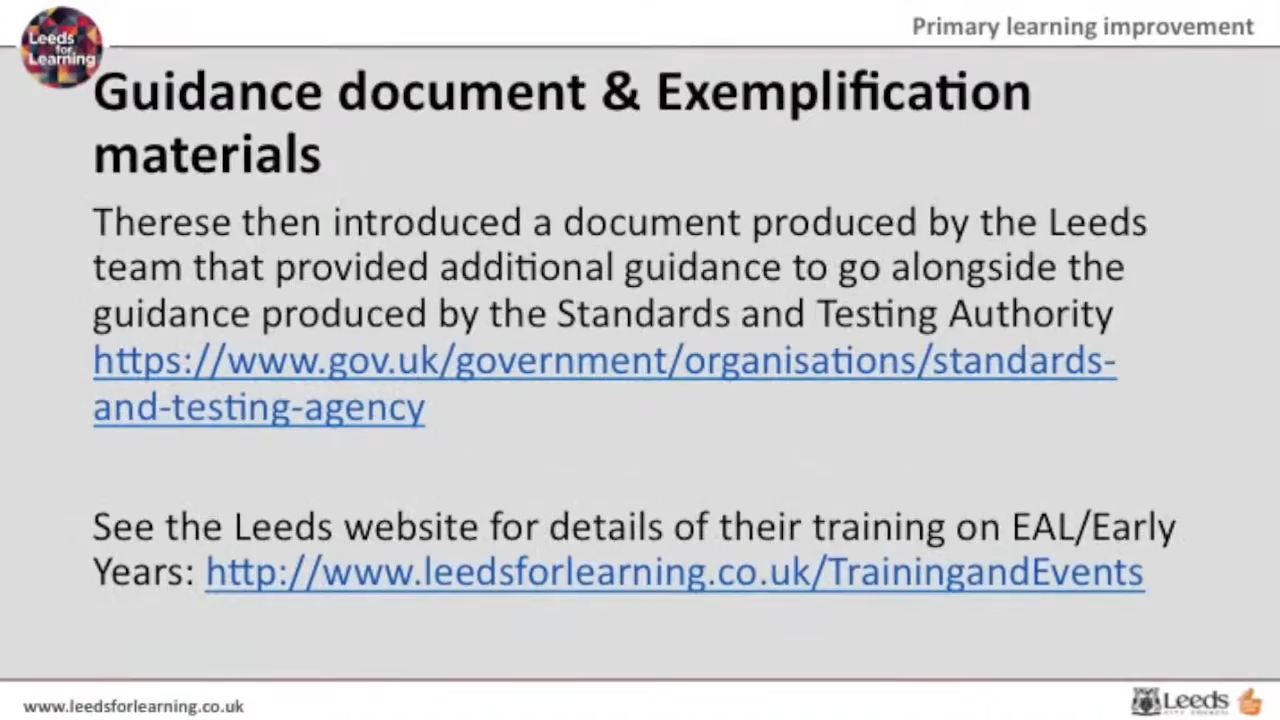 Leeds
for
Learning
Primary learning improvement
Guidance document & Exemplification
materials
Therese then introduced a document produced by the Leeds
team that provided additional guidance to go alongside the
guidance produced by the Standards and Testing Authority
https://www.gov.uk/government/organisations/standards-
and-testing-agency
See the Leeds website for details of their training on EAL/Early
Years: http://www.leedsforlearning.co.uk/TrainingandEvents
www.leedsforlearning.co.uk
Leeds
CITY COUNCIL